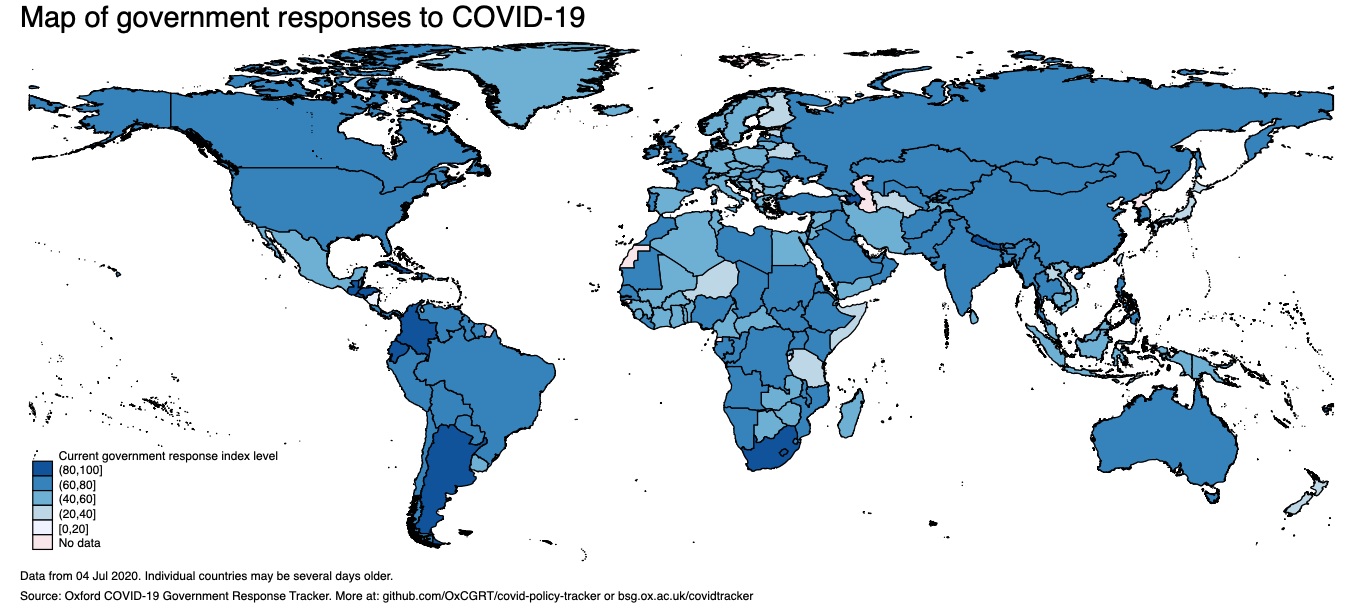 Map of government responses to COVID-19
Current government response index level
(80,100]
(60,80]
(40,60]
(20,40]
[0,20]
No data
Data from 04 Jul 2020. Individual countries may be several days older.
Source: Oxford COVID-19 Government Response Tracker. More at: github.com/OxCGRT/covid-policy-tracker or bsg.ox.ac.uk/covidtracker